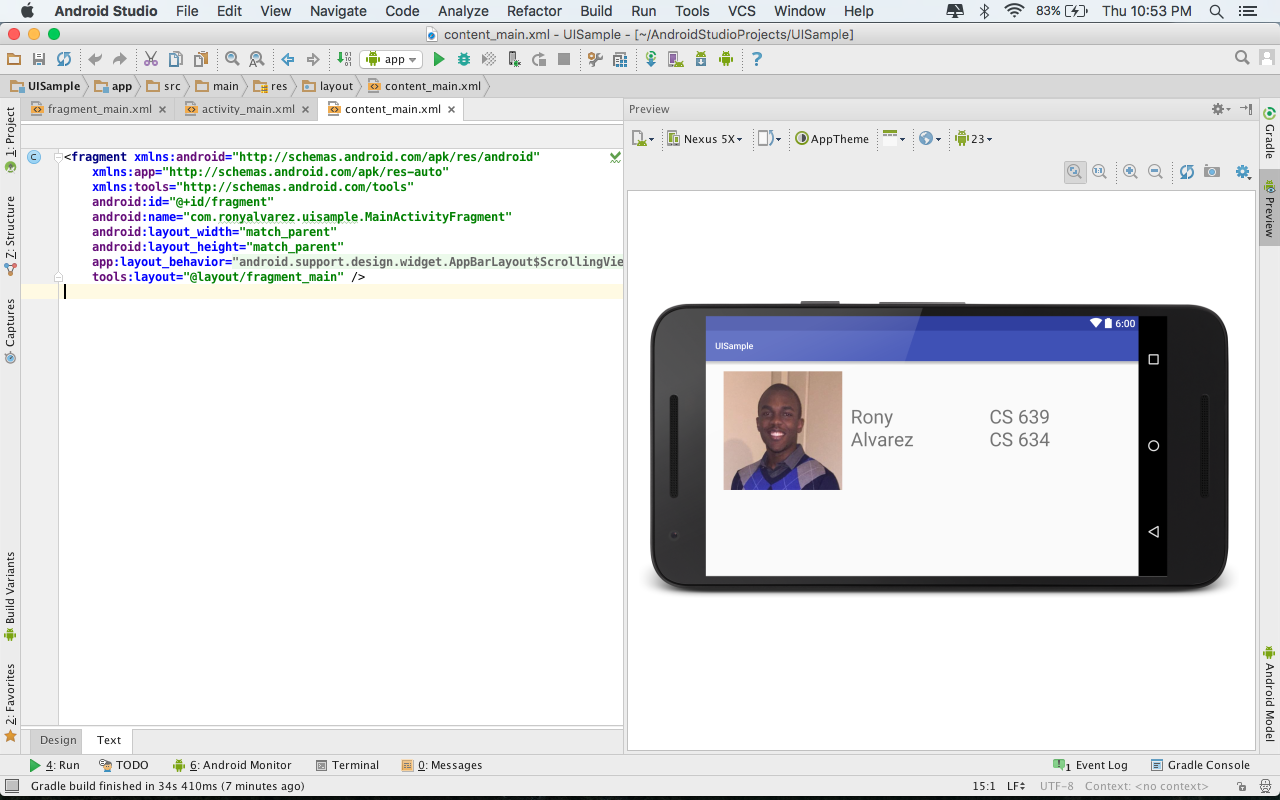 Android Studio File Edit View Navigate Code Analyze Refactor Build Run Tools VCS Window Help 83% Thu 10:53 PM
content_main.xml - UISample - [~/AndroidStudioProjects/UISample]
app
UISample app src main res layout content_main.xml
fragment_main.xml activity_main.xml content_main.xml
Preview
Nexus 5X AppTheme 23
<fragment xmlns:android="http://schemas.android.com/apk/res/android"
xmlns:app="http://schemas.android.com/apk/res-auto"
xmlns:tools="http://schemas.android.com/tools"
android:id="@+id/fragment"
android:name="com.ronyalvarez.uisample.MainActivityFragment"
android:layout_width="match_parent"
android:layout_height="match_parent"
app:layout_behavior="android.support.design.widget.AppBarLayout$ScrollingVie
tools:layout="@layout/fragment_main" />
1: Project
Z: Structure
Captures
Build Variants
2: Favorites
6:00
UISample
Rony
Alvarez
CS 639
CS 634
Gradle
Preview
Android Model
Design Text
4: Run TODO 6: Android Monitor Terminal 0: Messages 1 Event Log Gradle Console
Gradle build finished in 34s 410ms (7 minutes ago) 15:1 LF UTF-8 Context: <no context>